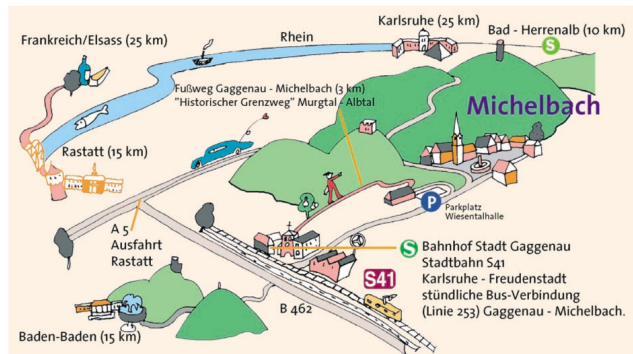 Karlsruhe (25 km)
Bad - Herrenalb (10 km)
S
Frankreich/Elsass (25 km)
Rhein
Fußweg Gaggenau - Michelbach (3 km)
"Historischer Grenzweg" Murgtal - Albtal
Michelbach
Rastatt (15 km)
P
Parkplatz
Wiesentalhalle
A 5
Ausfahrt
Rastatt
S
Bahnhof Stadt Gaggenau
Stadtbahn S41
Karlsruhe - Freudenstadt
stündliche Bus-Verbindung
(Linie 253) Gaggenau - Michelbach.
S41
B 462
Baden-Baden (15 km)